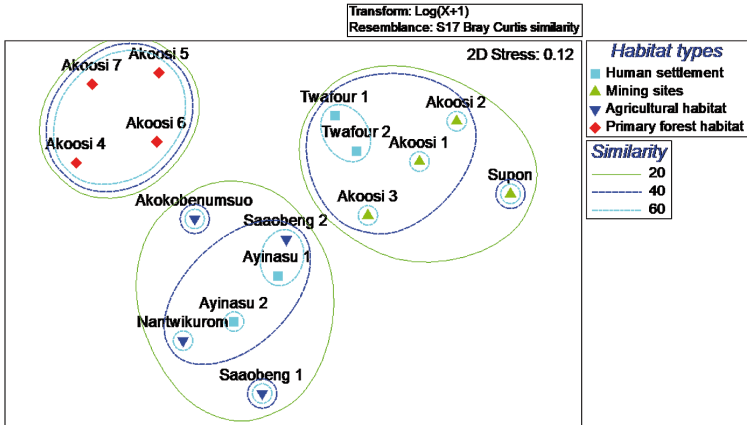 Transform: Log(X+1)
Resemblance: S17 Bray Curtis similarity
2D Stress: 0.12
Akoosi 5
Akoosi 7
Akoosi 6
Akoosi 4
Twafour 1
Akoosi 2
Twafour 2
Akoosi 1
Supon
Akoosi 3
Akokobenumsuo
Saaobeng 2
Ayinasu 1
Ayinasu 2
Nantwikurom
Saaobeng 1
Habitat types
Human settlement
Mining sites
Agricultural habitat
Primary forest habitat
Similarity
20
40
60